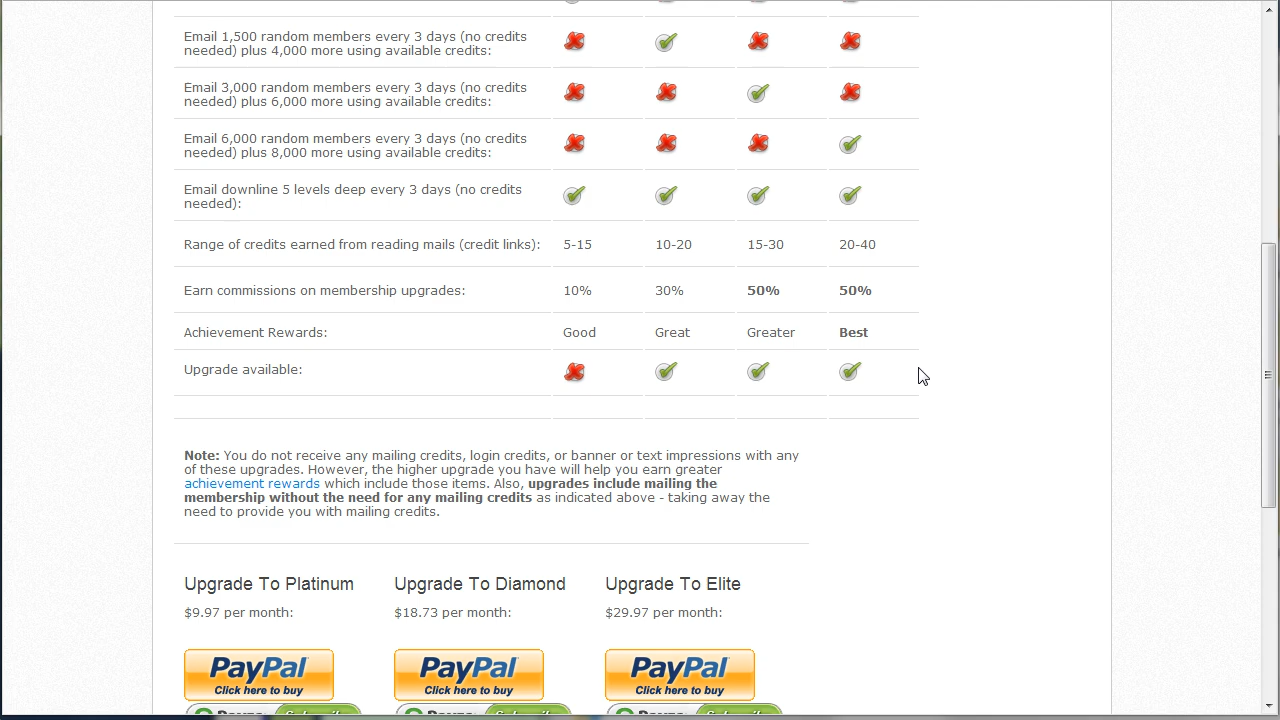 Email 1,500 random members every 3 days (no credits
needed) plus 4,000 more using available credits:
Email 3,000 random members every 3 days (no credits
needed) plus 6,000 more using available credits:
Email 6,000 random members every 3 days (no credits
needed) plus 8,000 more using available credits:
Email downline 5 levels deep every 3 days (no credits
needed):
Range of credits earned from reading mails (credit links): 5-15 10-20 15-30 20-40
Earn commissions on membership upgrades: 10% 30% 50% 50%
Achievement Rewards: Good Great Greater Best
Upgrade available:
Note: You do not receive any mailing credits, login credits, or banner or text impressions with any
of these upgrades. However, the higher upgrade you have will help you earn greater
achievement rewards which include those items. Also, upgrades include mailing the
membership without the need for any mailing credits as indicated above - taking away the
need to provide you with mailing credits.
Upgrade To Platinum Upgrade To Diamond Upgrade To Elite
$9.97 per month: $18.73 per month: $29.97 per month:
PayPal PayPal PayPal
Click here to buy Click here to buy Click here to buy